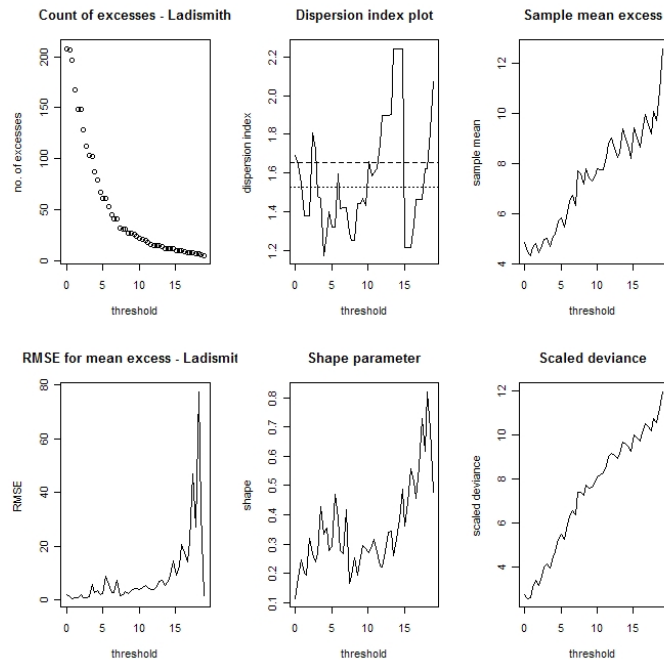 Count of excesses - Ladismith
no. of excesses
200
150
100
50
0
0 5 10 15
threshold
Dispersion index plot
dispersion index
2.2
2.0
1.8
1.6
1.4
1.2
0 5 10 15
threshold
Sample mean excess
sample mean
12
10
8
6
4
0 5 10 15
threshold
RMSE for mean excess - Ladismit
RMSE
80
60
40
20
0
0 5 10 15
threshold
Shape parameter
shape
0.8
0.7
0.6
0.5
0.4
0.3
0.2
0.1
0 5 10 15
threshold
Scaled deviance
scaled deviance
12
10
8
6
4
0 5 10 15
threshold